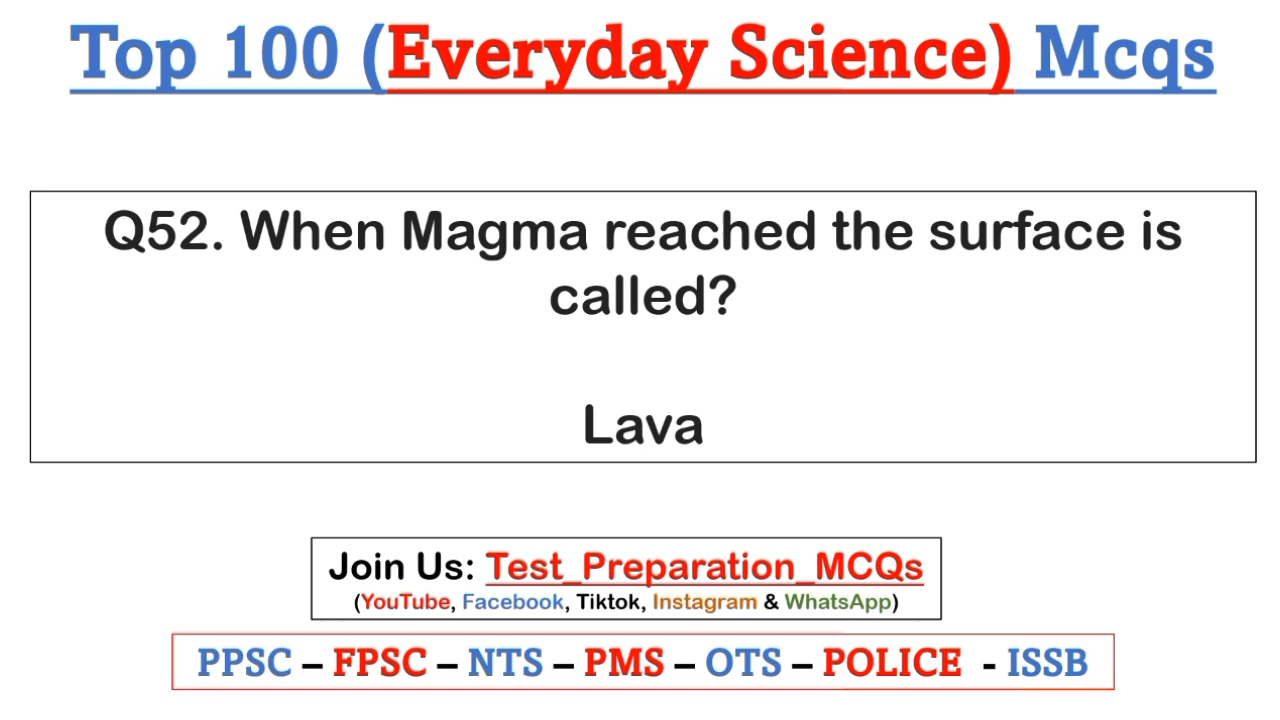 Top 100 (Everyday Science) Mcqs
Q52. When Magma reached the surface is
called?
Lava
Join Us: Test_Preparation_MCQs
(YouTube, Facebook, Tiktok, Instagram & WhatsApp)
PPSC – FPSC – NTS – PMS – OTS – POLICE - ISSB